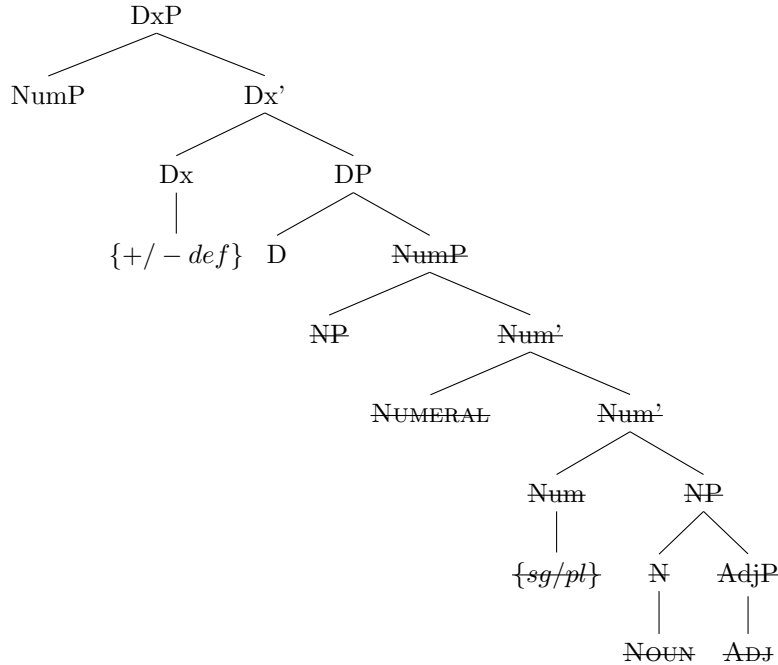 DxP
NumP Dx'
Dx DP
{+/ − def} D NumP
NP Num'
NUMERAL Num'
Num NP
{sg/pl} N AdjP
NOUN ADJ